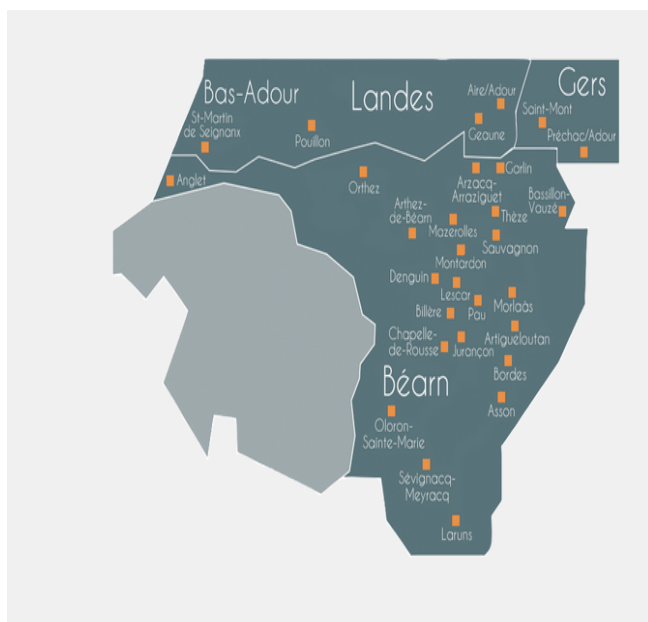 Bas-Adour
Landes
Gers
Aire/Adour
Saint-Mont
St-Martin
de Seignanx
Pouillon
Geaune
Préchac/Adour
Anglet
Orthez
Arzacq-
Arraziguet
Garlin
Bassillon-
Vauzé
Arthez-
de-Béarn
Mazerolles
Thèze
Sauvagnon
Montardon
Denguin
Lescar
Morlaàs
Billère
Pau
Artigueloutan
Chapelle-
de-Rousse
Jurançon
Bordes
Béarn
Asson
Oloron-
Sainte-Marie
Sévignacq-
Meyracq
Laruns